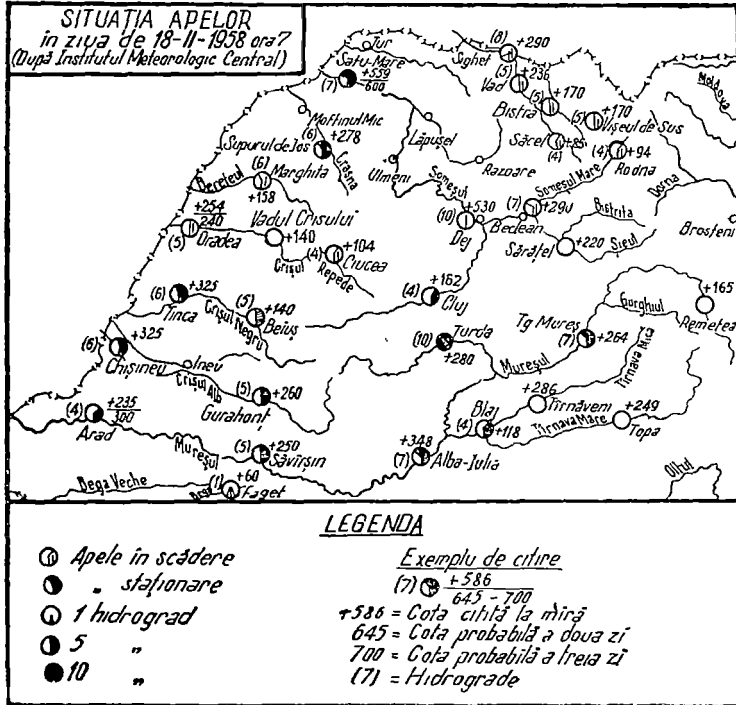 SITUAȚIA APELOR
în ziua de 18-II-1958 ora 7
(După Institutul Meteorologic Central)
Tur
Satu-Mare
(7) +559
600
Sighet
(8) +290
Vad
(5) +236
Bistra
(5) +170
(5) +170
Vișeul de Sus
Moldova
Moftinul Mic
Supurul de Jos
(6) +278
Crasna
Lăpușel
Ulmeni
Razoare
Săcel
(4) +85
(4) +94
Rodna
Dorna
Bereteul
(6)
Marghita
+158
Someșul
Someșul Mare
(7) +290
(10) +530
Dej
Beclean
Bistrița
Sărățel
+220
Șieul
Broșteni
+254
240
(5) Oradea
Vadul Crișului
+140
Crișul Repede
(4) +104
Ciucea
(6) +325
Tinca
Crișul Negru
(5) +140
Beiuș
(4) +162
Cluj
+165
Remetea
Gurghiul
Tg Mureș
(7) +264
(10) Turda
+280
Mureșul
(6) +325
Chișineu
Ineu
Crișul Alb
(5) +260
Gurahonț
Tîrnava Mică
+286
Tîrnăveni
+249
Topa
Blaj
(4) +118
Tîrnava Mare
(4) +235
300
Arad
Mureșul
(5) +250
Săvîrșin
+348
(7) Alba-Iulia
Oltul
Bega Veche
Bega
(1) +60
Faget
LEGENDA
Apele în scădere
" staționare
1 hidrograd
5 "
10 "
Exemplu de citire
(7) +586
645 - 700
+586 = Cota citită la miră
645 = Cota probabilă a doua zi
700 = Cota probabilă a treia zi
(7) = Hidrograde